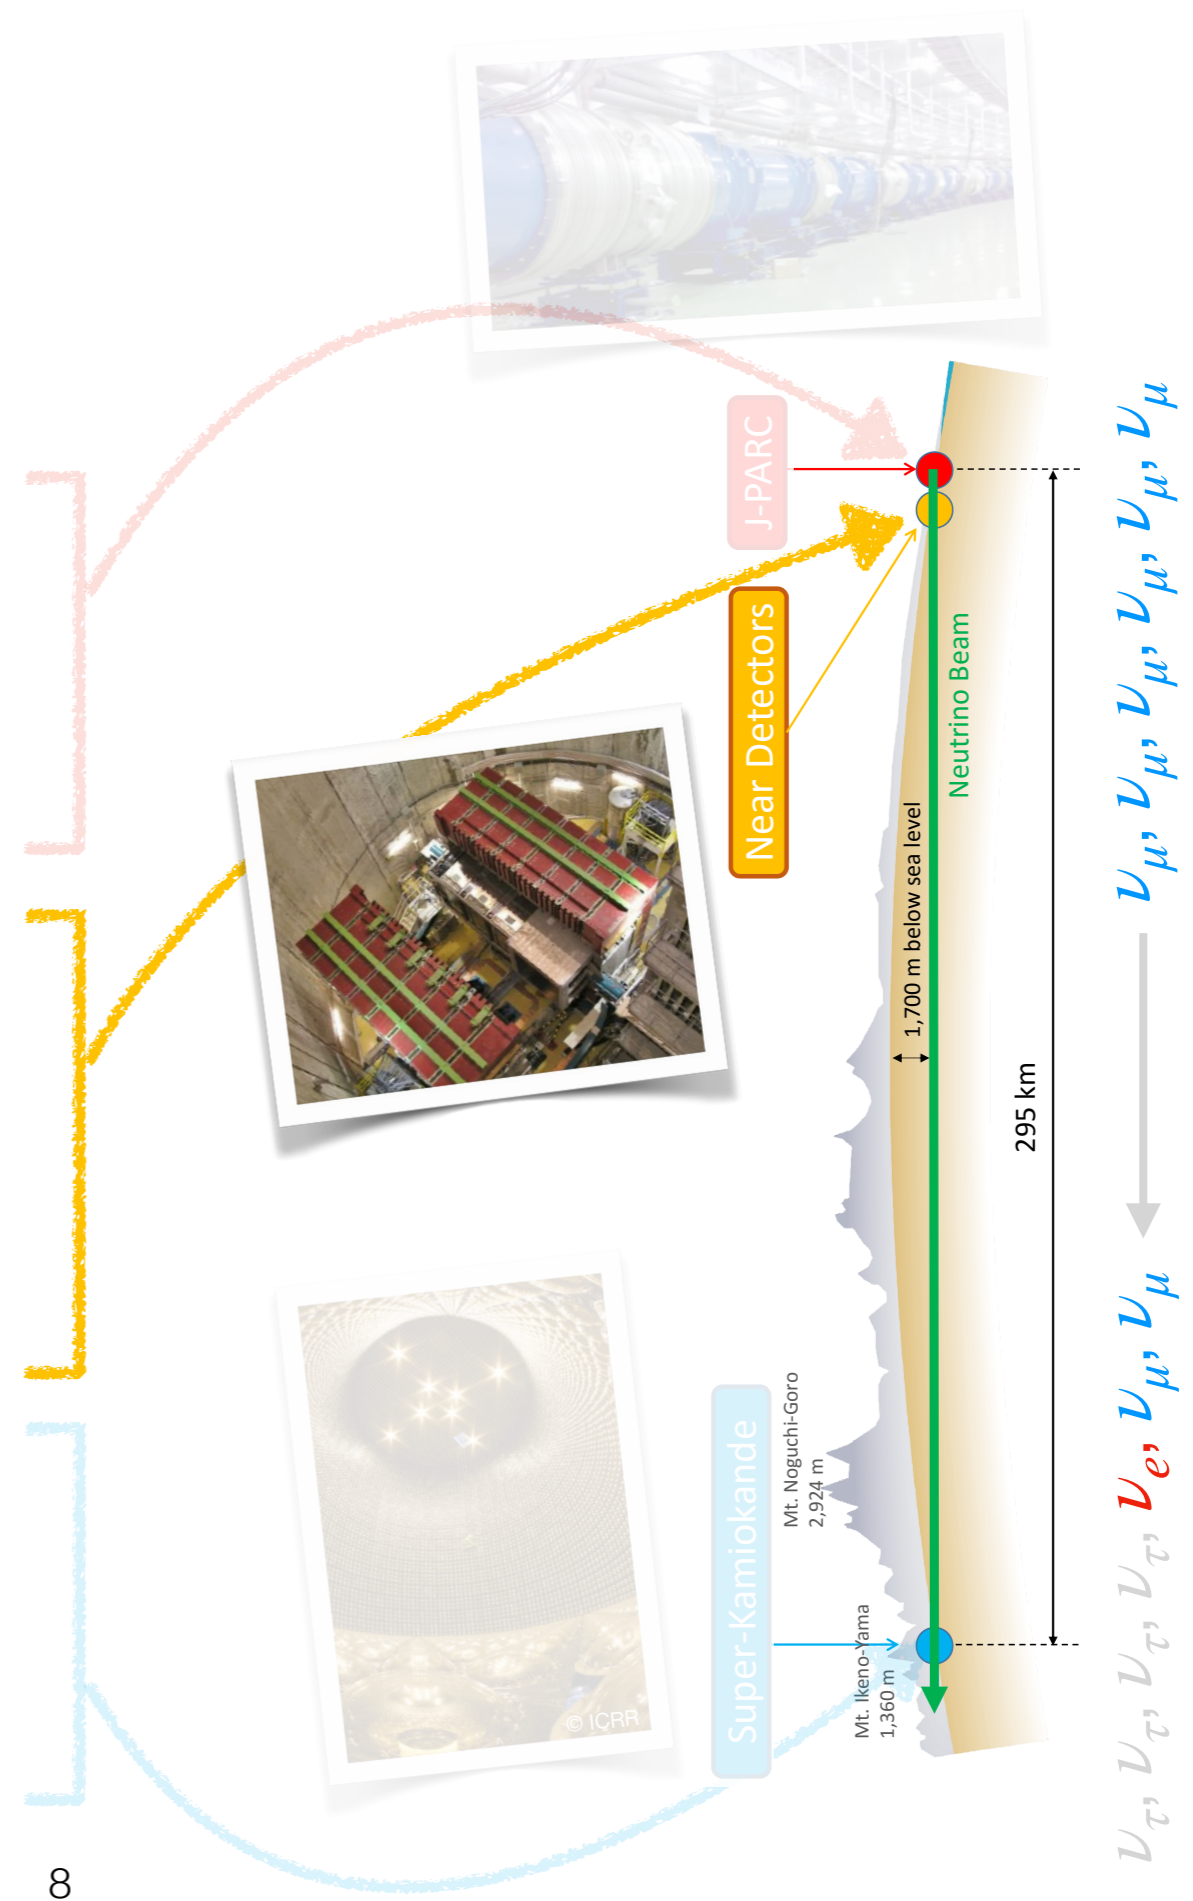 © ICRR
Super-Kamiokande
Near Detectors
J-PARC
Mt. Noguchi-Goro
2,924 m
Mt. Ikeno-Yama
1,360 m
1,700 m below sea level
Neutrino Beam
295 km
ν_τ, ν_τ, ν_τ, ν_τ, ν_e, ν_μ, ν_μ
ν_μ, ν_μ, ν_μ, ν_μ, ν_μ, ν_μ
8